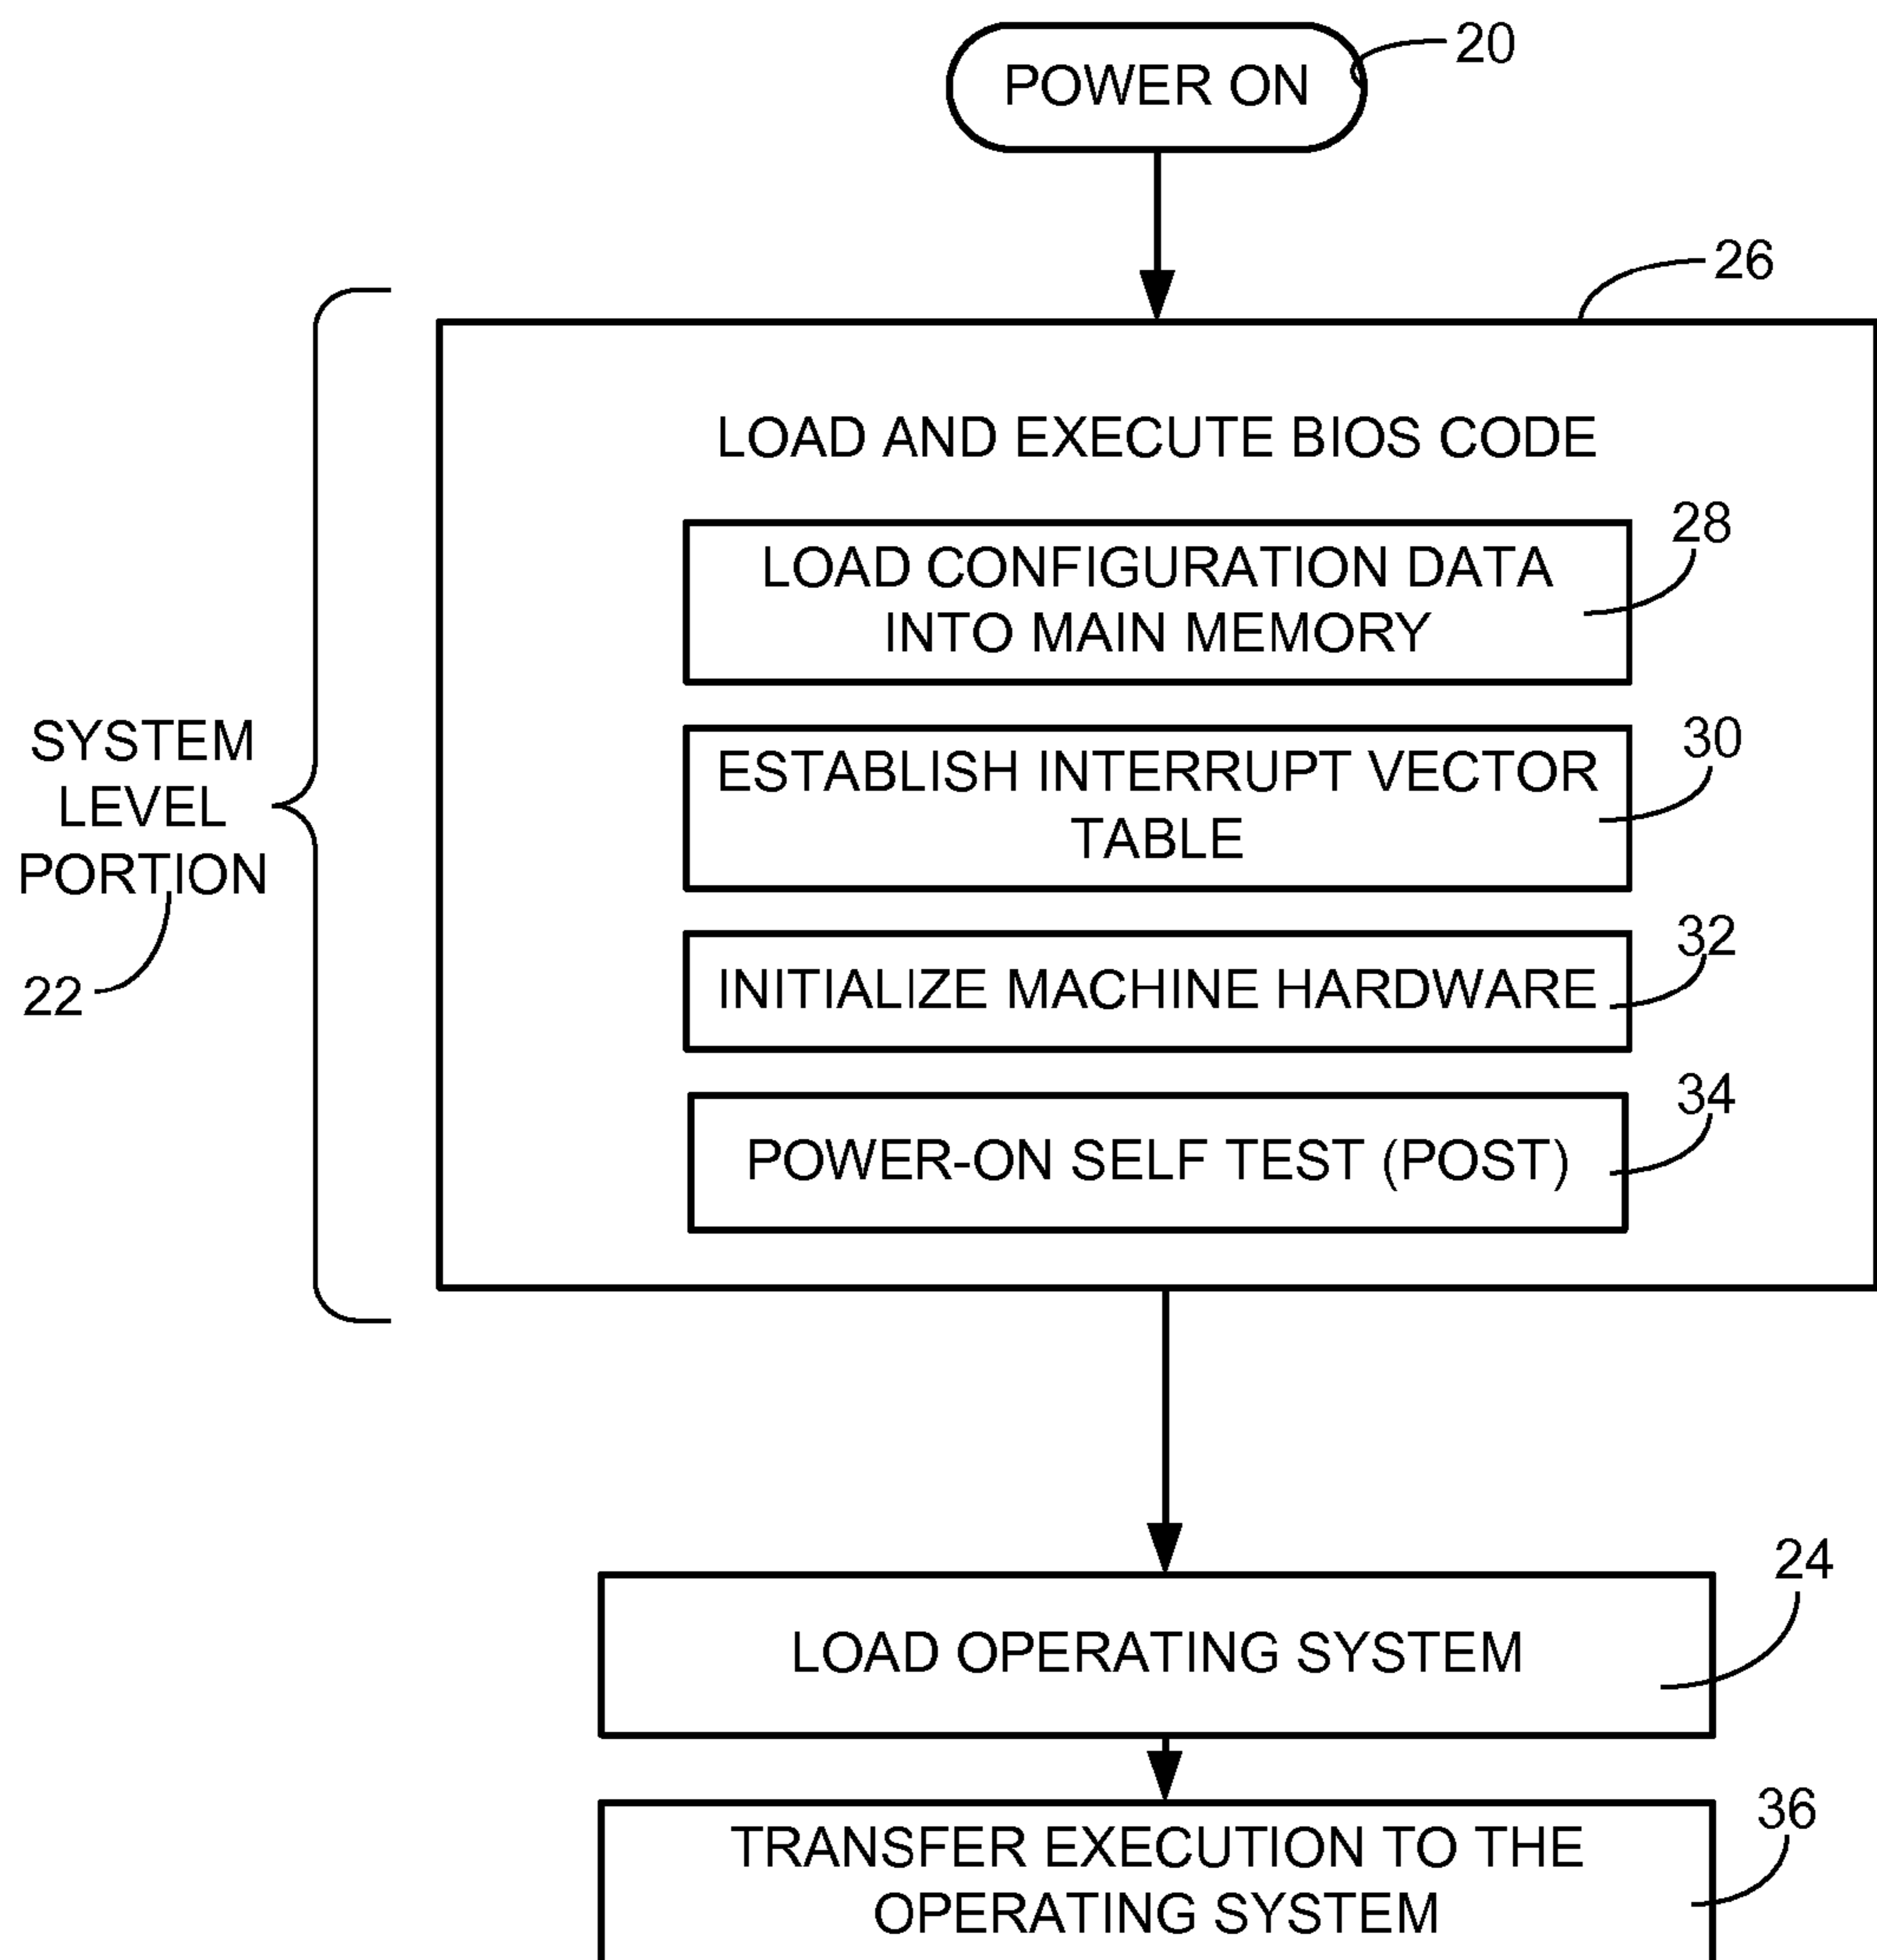 POWER ON
20
26
LOAD AND EXECUTE BIOS CODE
28
LOAD CONFIGURATION DATA
INTO MAIN MEMORY
30
ESTABLISH INTERRUPT VECTOR
TABLE
SYSTEM
LEVEL
PORTION
22
32
INITIALIZE MACHINE HARDWARE
34
POWER-ON SELF TEST (POST)
24
LOAD OPERATING SYSTEM
36
TRANSFER EXECUTION TO THE
OPERATING SYSTEM